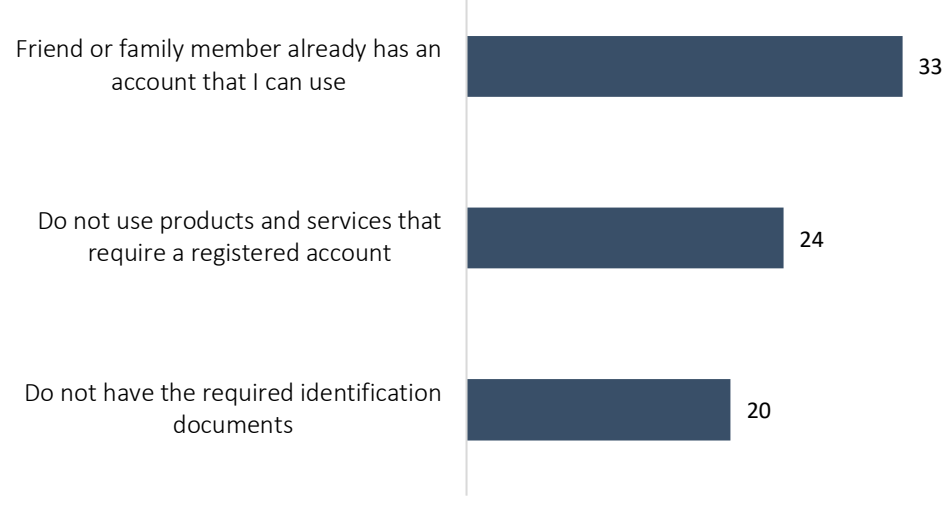 Friend or family member already has an
account that I can use
33
Do not use products and services that
require a registered account
24
Do not have the required identification
documents
20